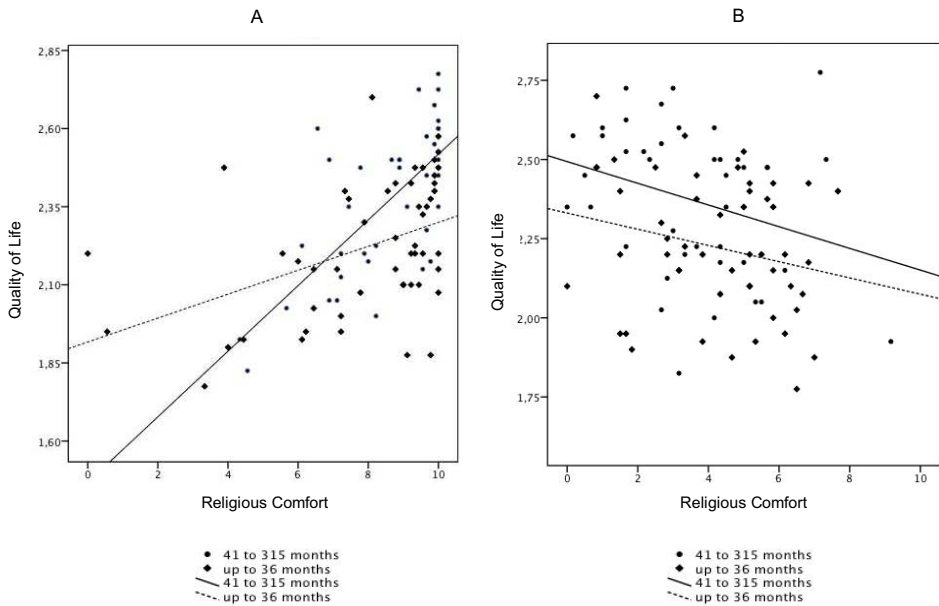 A
Quality of Life
2,85
2,60
2,35
2,10
1,85
1,60
0 2 4 6 8 10
Religious Comfort
41 to 315 months
up to 36 months
41 to 315 months
up to 36 months
B
Quality of Life
2,75
2,50
2,25
2,00
1,75
0 2 4 6 8 10
Religious Comfort
41 to 315 months
up to 36 months
41 to 315 months
up to 36 months